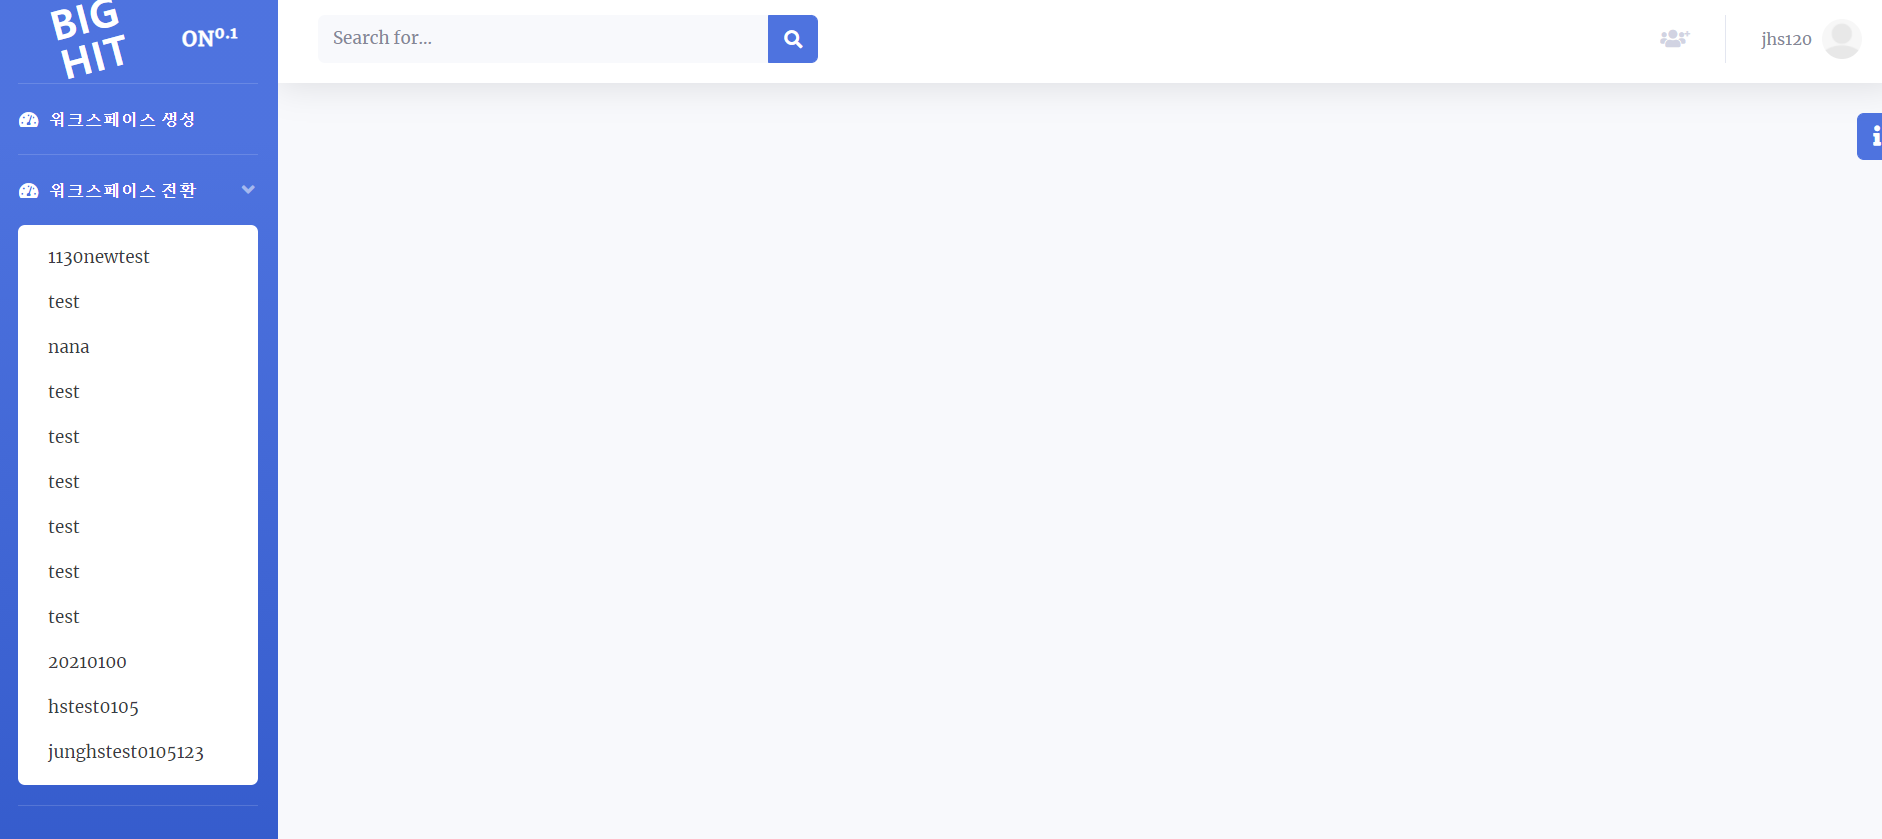 BIG
HIT
ON0.1
Search for...
jhs120
워크스페이스 생성
워크스페이스 전환
1130newtest
test
nana
test
test
test
test
test
test
20210100
hstest0105
junghstest0105123